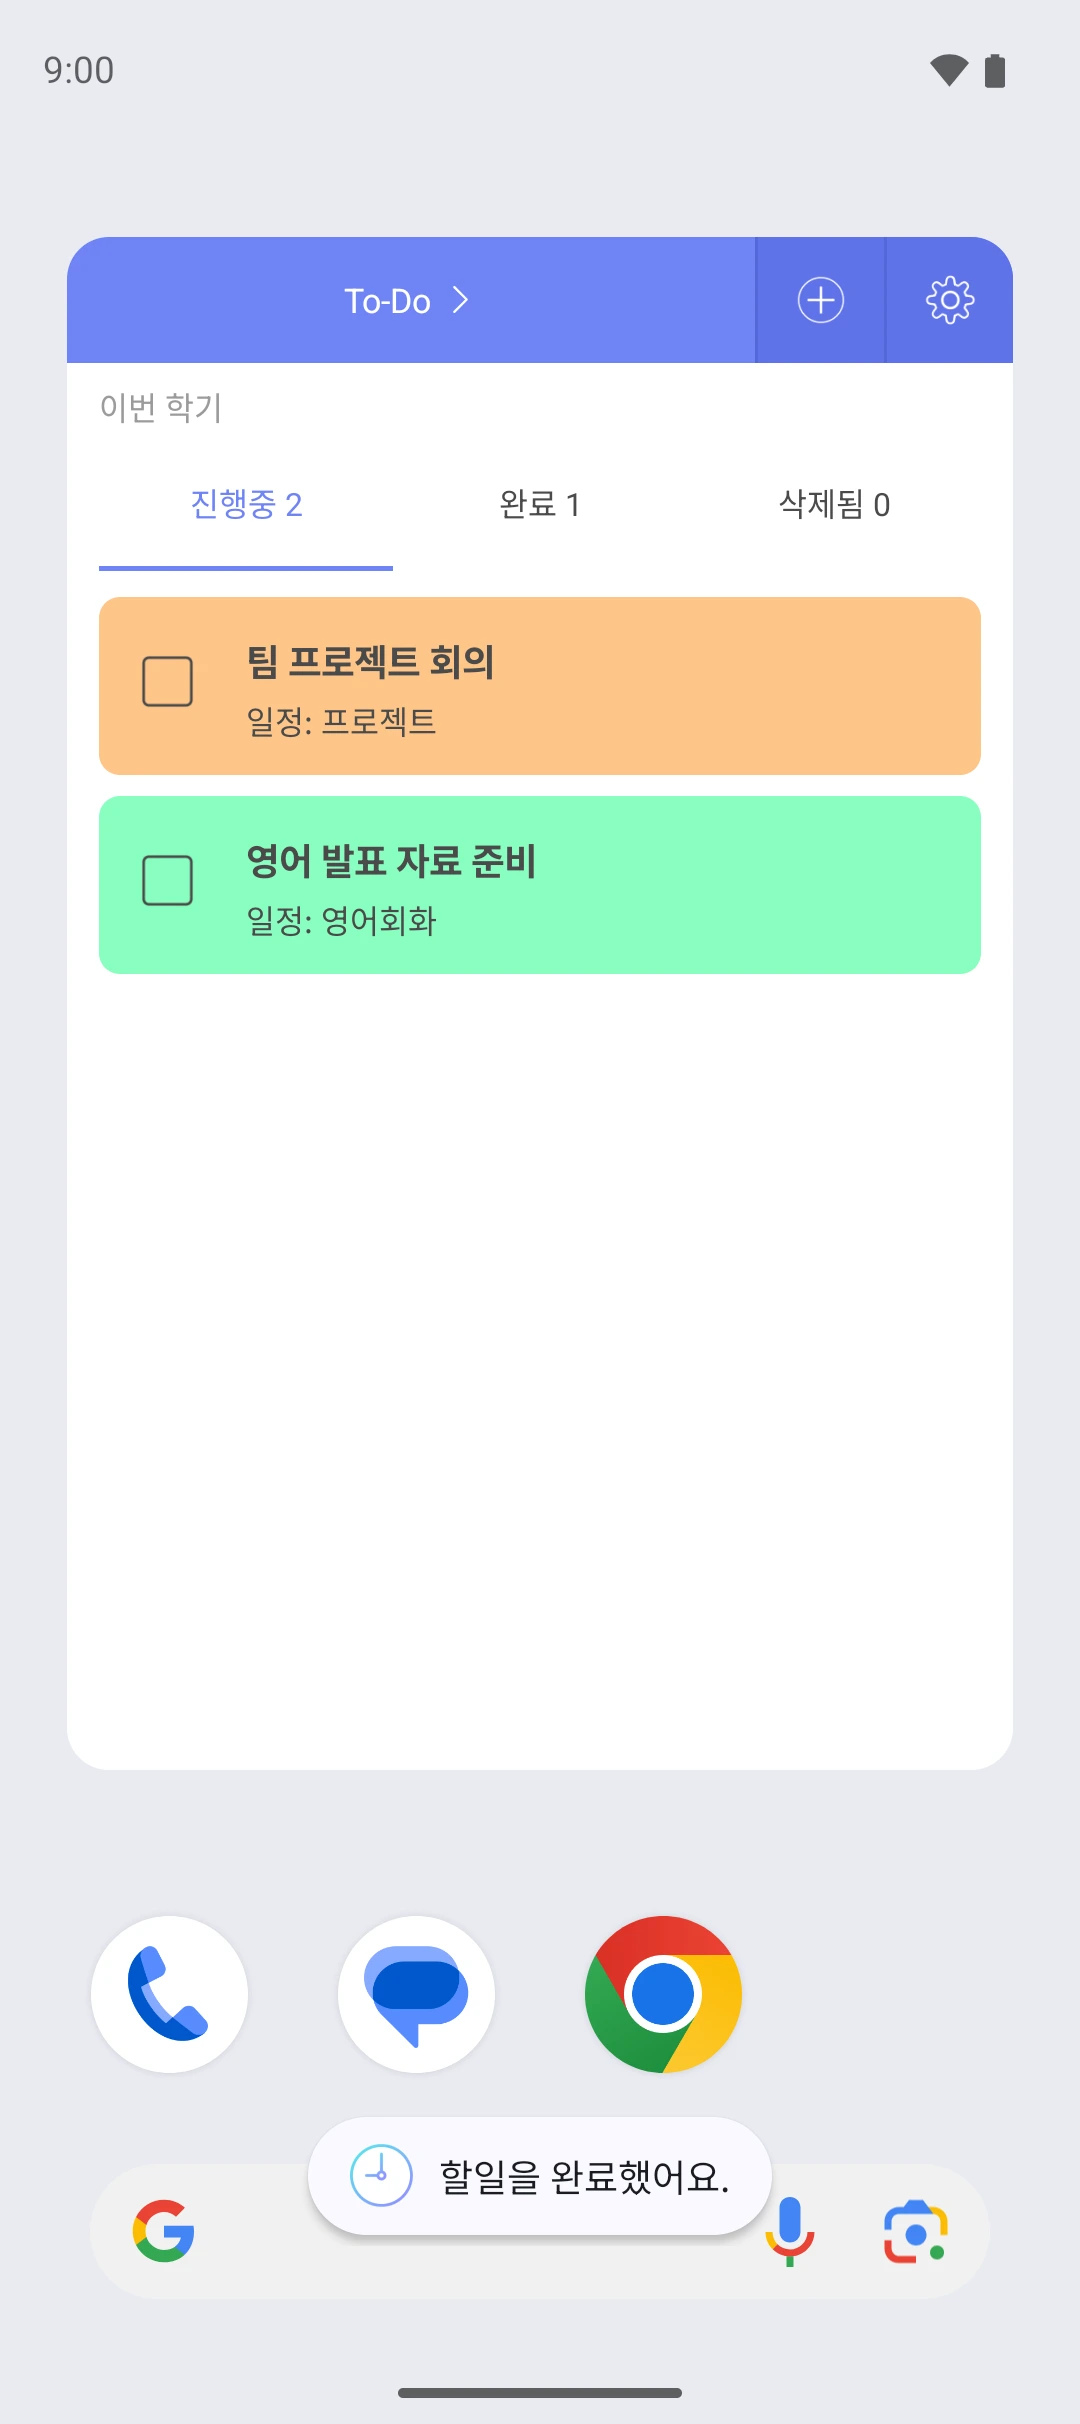 9:00
To-Do
이번 학기
진행중 2
완료 1
삭제됨 0
팀 프로젝트 회의
일정: 프로젝트
영어 발표 자료 준비
일정: 영어회화
할일을 완료했어요.